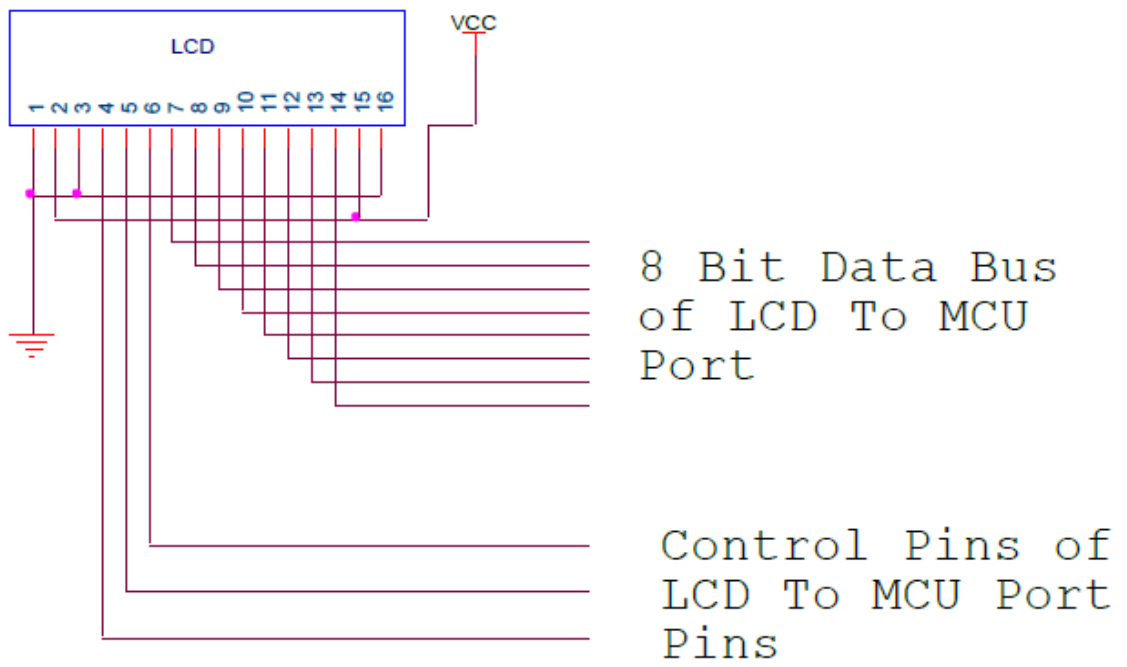 VCC
LCD
1 2 3 4 5 6 7 8 9 10 11 12 13 14 15 16
8 Bit Data Bus
of LCD To MCU
Port
Control Pins of
LCD To MCU Port
Pins